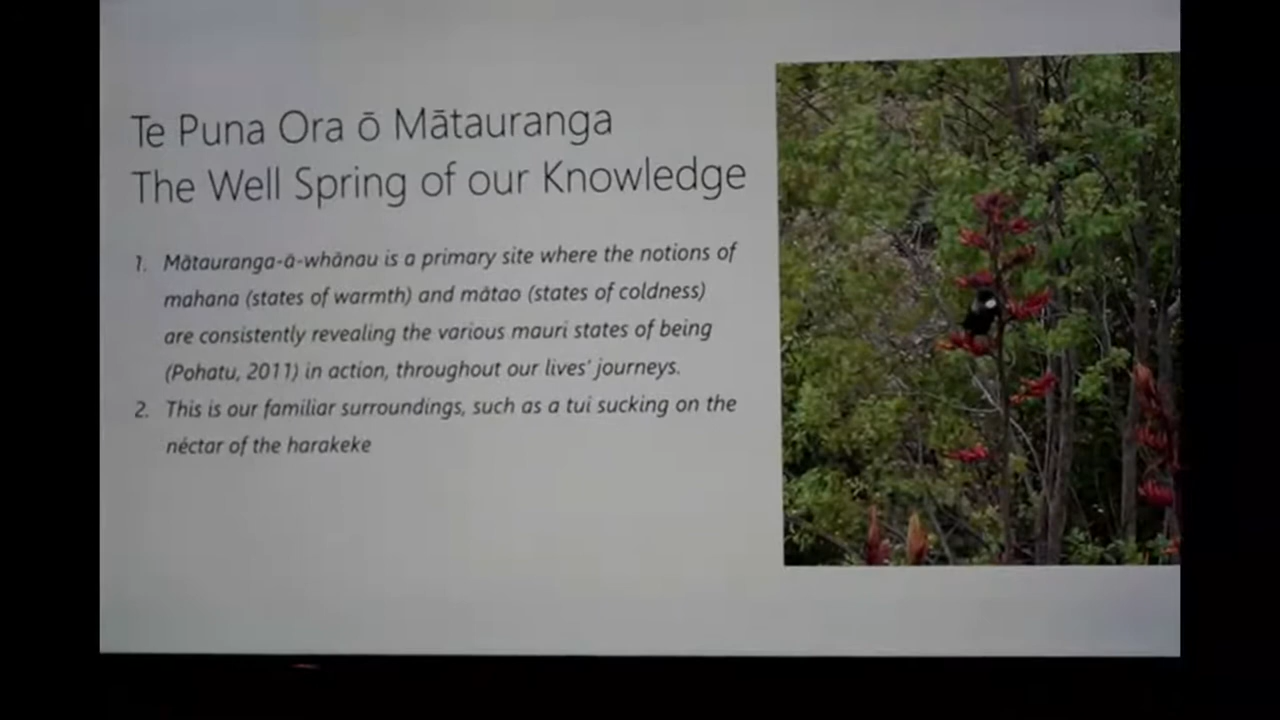 Te Puna Ora ō Mātauranga
The Well Spring of our Knowledge
1. Mātauranga-ā-whānau is a primary site where the notions of
mahana (states of warmth) and mātao (states of coldness)
are consistently revealing the various mauri states of being
(Pohatu, 2011) in action, throughout our lives' journeys.
2. This is our familiar surroundings, such as a tui sucking on the
néctar of the harakeke